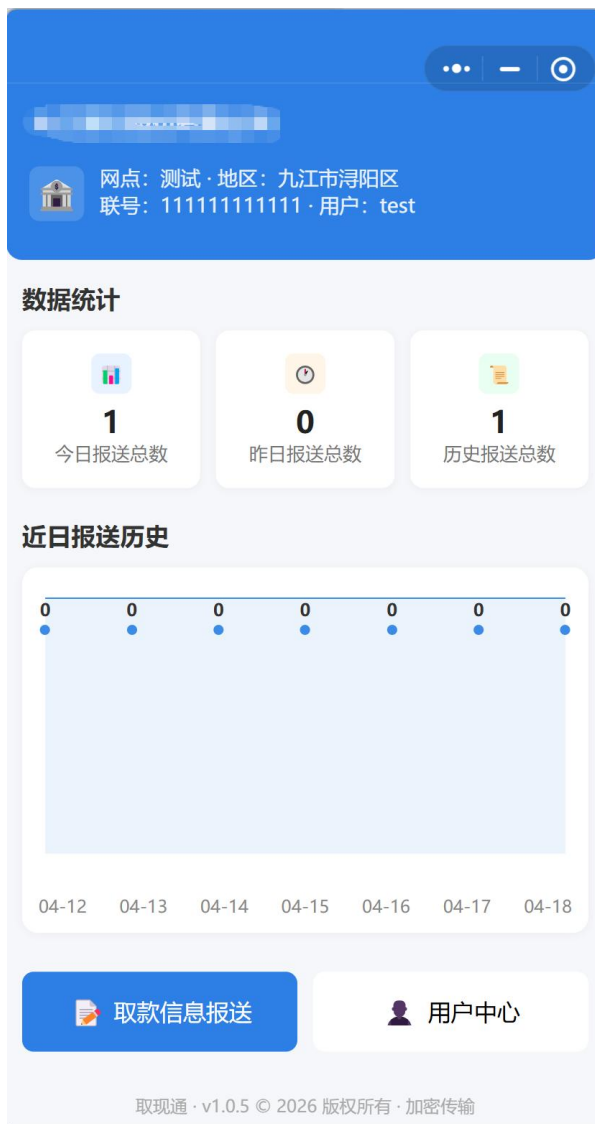 网点：测试 · 地区：九江市浔阳区
联号：111111111111 · 用户：test
数据统计
1
今日报送总数
0
昨日报送总数
1
历史报送总数
近日报送历史
0 0 0 0 0 0 0
04-12 04-13 04-14 04-15 04-16 04-17 04-18
取款信息报送
用户中心
取现通 · v1.0.5 © 2026 版权所有 · 加密传输